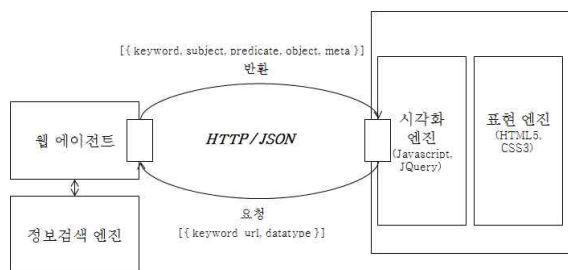 [{ keyword, subject, predicate, object, meta }]
반환
웹 에이전트
HTTP/JSON
시각화
엔진
(Javascript,
JQuery)
표현 엔진
(HTML5,
CSS3)
요청
[{ keyword url, datatype }]
정보검색 엔진